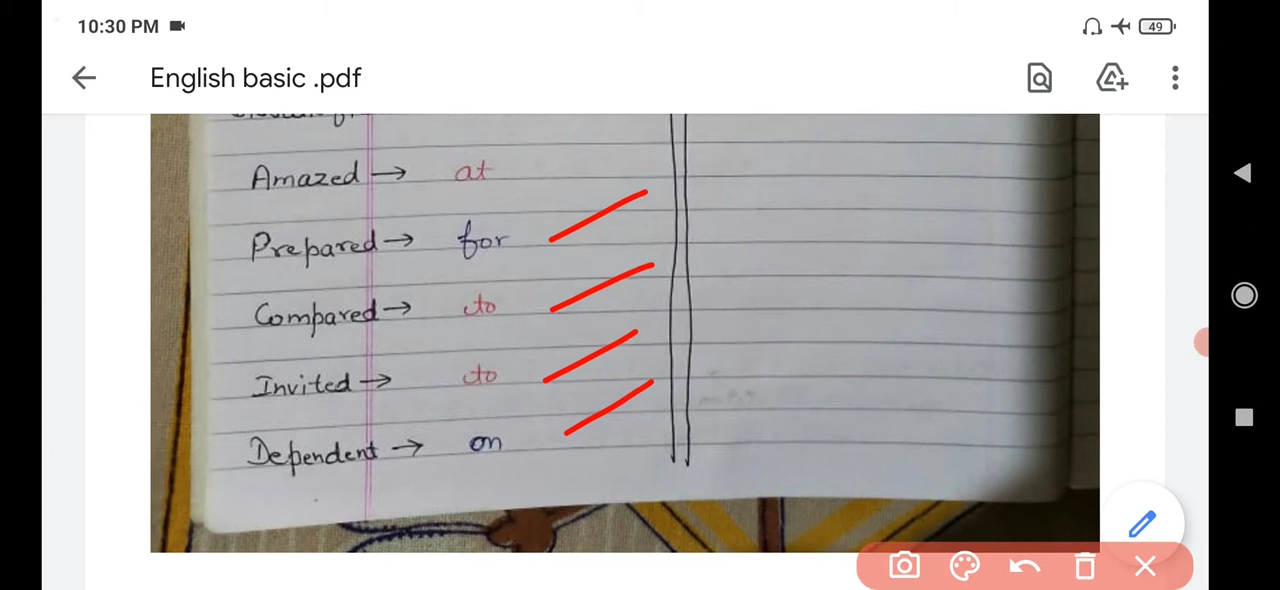 10:30 PM
49
English basic .pdf
Amazed → at
Prepared → for
Compared → to
Invited → to
Dependent → on